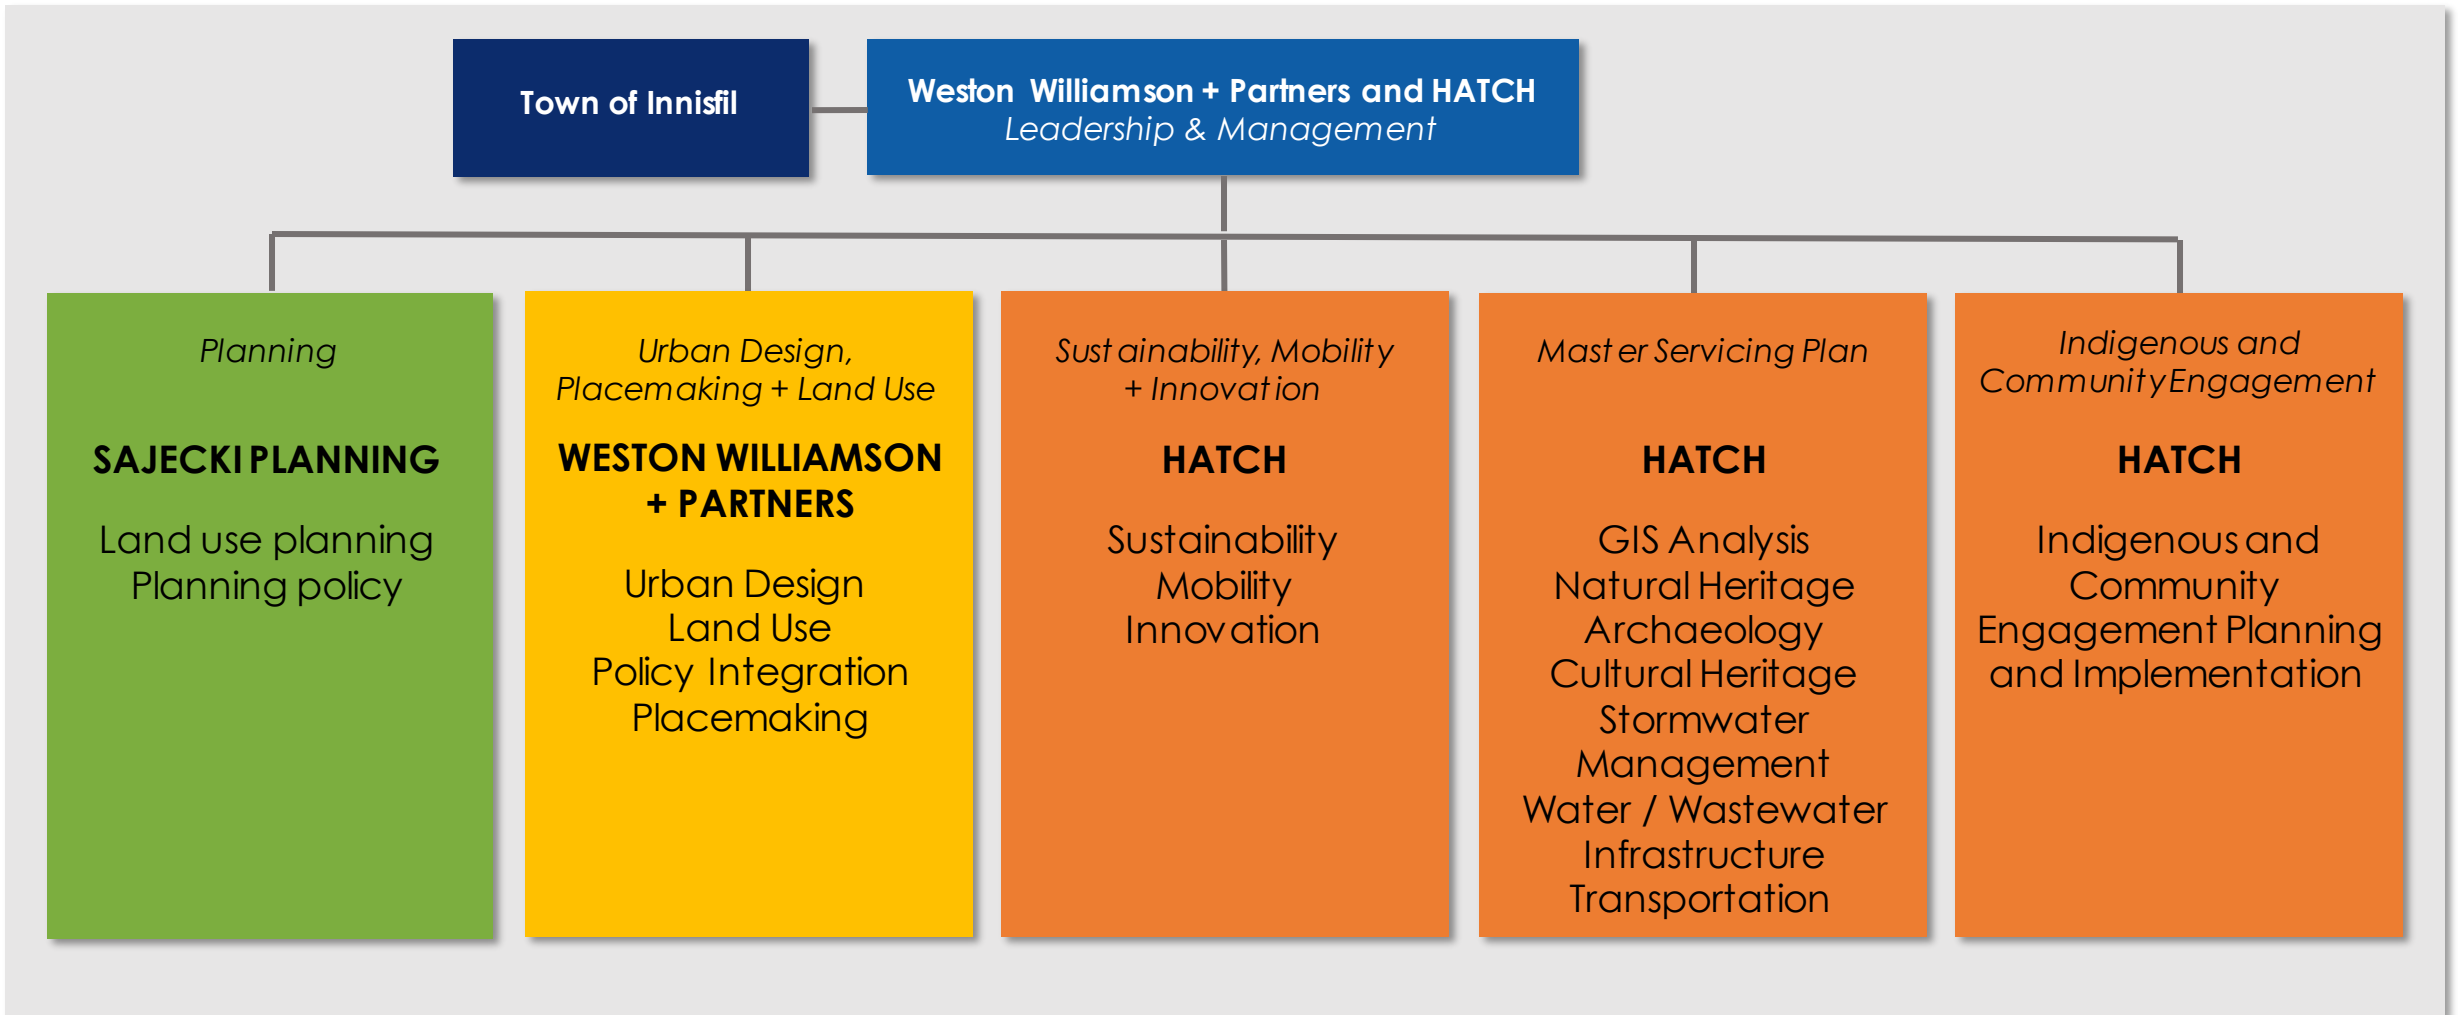 Town of Innisfil
Weston Williamson + Partners and HATCH
Leadership & Management
Planning
SAJECKI PLANNING
Land use planning
Planning policy
Urban Design,
Placemaking + Land Use
WESTON WILLIAMSON
+ PARTNERS
Urban Design
Land Use
Policy Integration
Placemaking
Sustainability, Mobility
+ Innovation
HATCH
Sustainability
Mobility
Innovation
Master Servicing Plan
HATCH
GIS Analysis
Natural Heritage
Archaeology
Cultural Heritage
Stormwater
Management
Water / Wastewater
Infrastructure
Transportation
Indigenous and
Community Engagement
HATCH
Indigenous and
Community
Engagement Planning
and Implementation